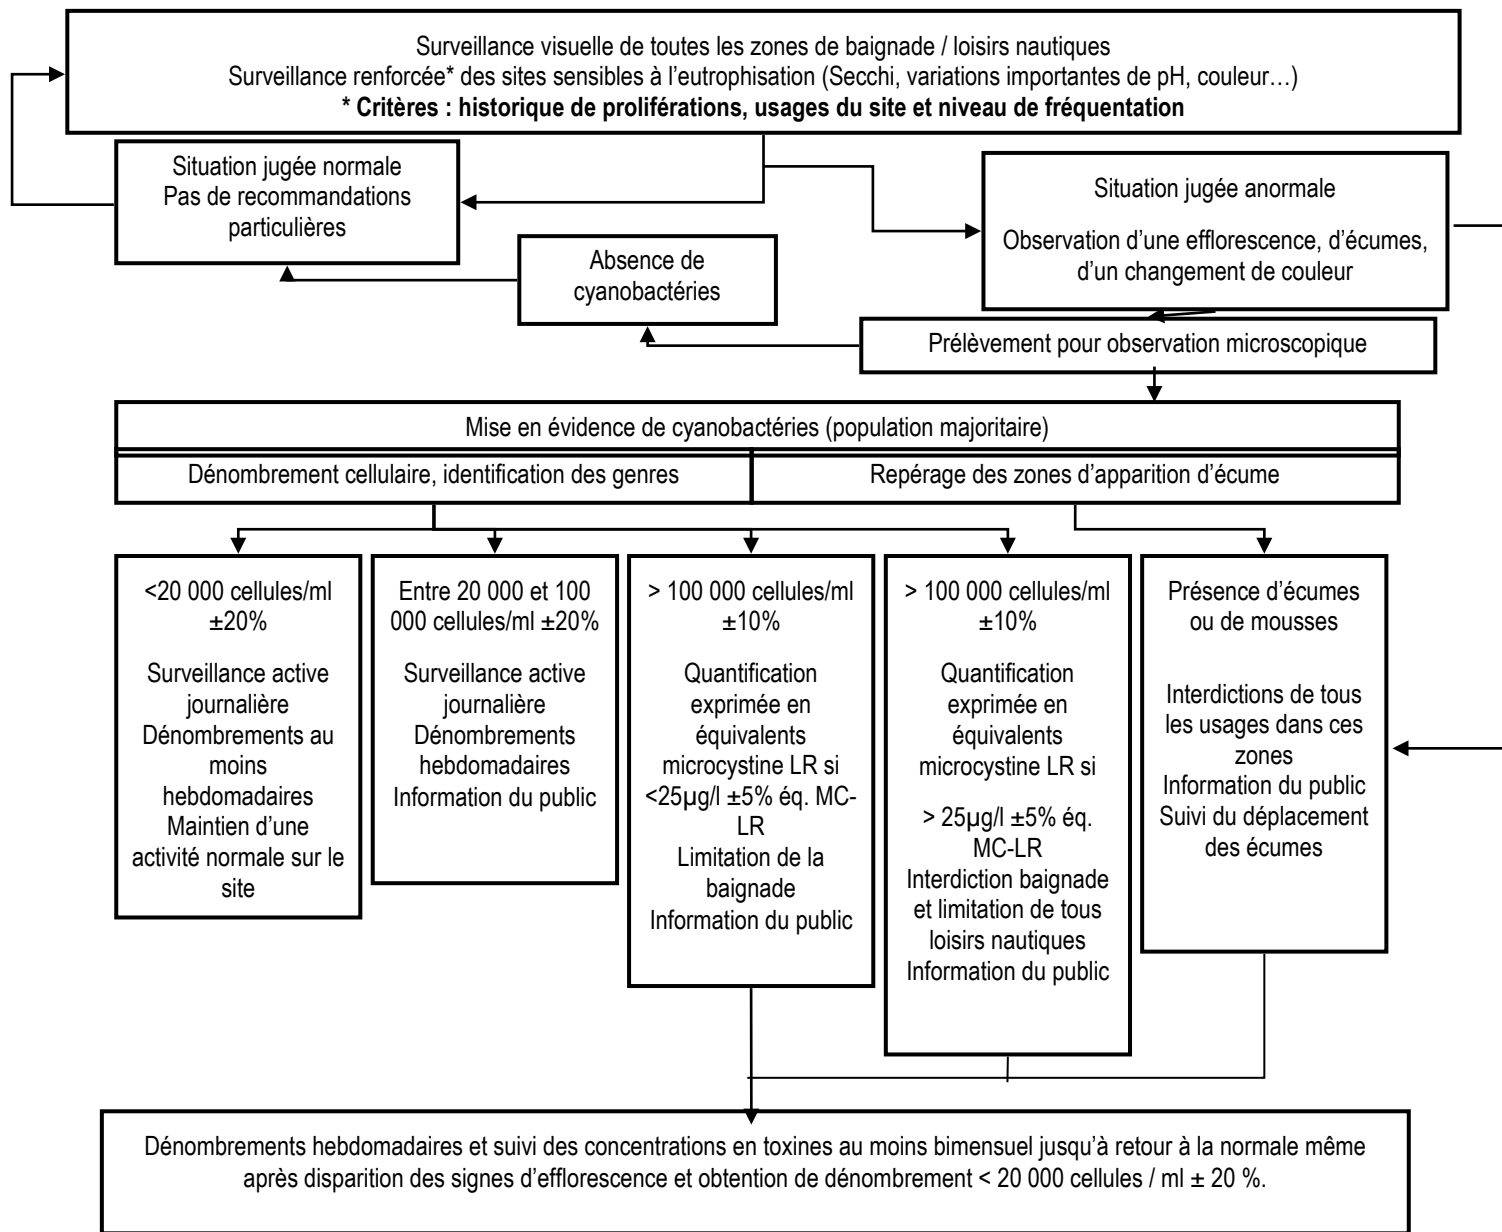 Surveillance visuelle de toutes les zones de baignade / loisirs nautiques
Surveillance renforcée* des sites sensibles à l'eutrophisation (Secchi, variations importantes de pH, couleur…)
* Critères : historique de proliférations, usages du site et niveau de fréquentation
Situation jugée normale
Pas de recommandations
particulières
Situation jugée anormale
Observation d'une efflorescence, d'écumes,
d'un changement de couleur
Absence de
cyanobactéries
Prélèvement pour observation microscopique
Mise en évidence de cyanobactéries (population majoritaire)
Dénombrement cellulaire, identification des genres
Repérage des zones d'apparition d'écume
<20 000 cellules/ml
±20%
Surveillance active
journalière
Dénombrements au
moins
hebdomadaires
Maintien d'une
activité normale sur le
site
Entre 20 000 et 100
000 cellules/ml ±20%
Surveillance active
journalière
Dénombrements
hebdomadaires
Information du public
> 100 000 cellules/ml
±10%
Quantification
exprimée en
équivalents
microcystine LR si
<25µg/l ±5% éq. MC-
LR
Limitation de la
baignade
Information du public
> 100 000 cellules/ml
±10%
Quantification
exprimée en
équivalents
microcystine LR si
> 25µg/l ±5% éq.
MC-LR
Interdiction baignade
et limitation de tous
loisirs nautiques
Information du public
Présence d'écumes
ou de mousses
Interdictions de tous
les usages dans ces
zones
Information du public
Suivi du déplacement
des écumes
Dénombrements hebdomadaires et suivi des concentrations en toxines au moins bimensuel jusqu'à retour à la normale même
après disparition des signes d'efflorescence et obtention de dénombrement < 20 000 cellules / ml ± 20 %.